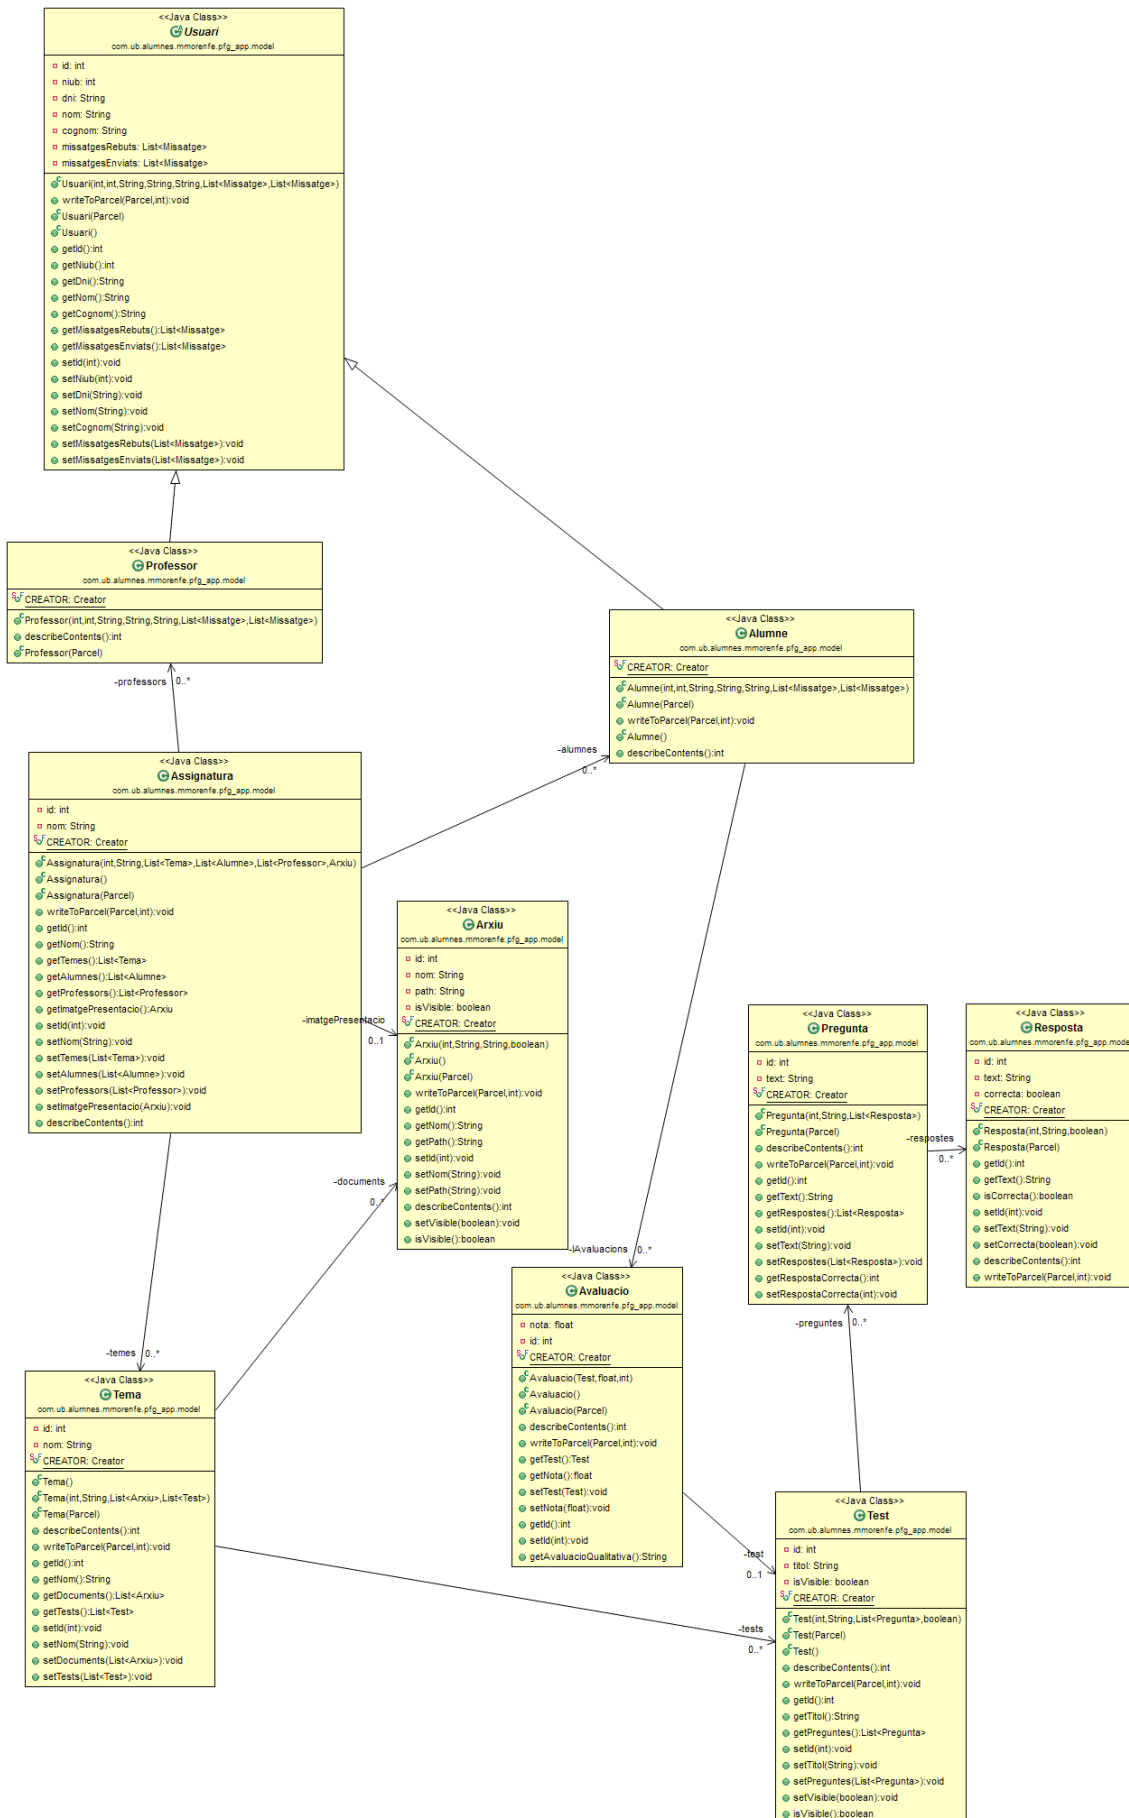 <<Java Class>>
Usuari
com.ub.alumnes.mmorenfe.pfg_app.model
id: int
niub: int
dni: String
nom: String
cognom: String
missatgesRebuts: List<Missatge>
missatgesEnviats: List<Missatge>
Usuari(int,int,String,String,String,List<Missatge>,List<Missatge>)
writeToParcel(Parcel,int):void
Usuari(Parcel)
Usuari()
getId():int
getNiub():int
getDni():String
getNom():String
getCognom():String
getMissatgesRebuts():List<Missatge>
getMissatgesEnviats():List<Missatge>
setId(int):void
setNiub(int):void
setDni(String):void
setNom(String):void
setCognom(String):void
setMissatgesRebuts(List<Missatge>):void
setMissatgesEnviats(List<Missatge>):void
<<Java Class>>
Professor
com.ub.alumnes.mmorenfe.pfg_app.model
CREATOR: Creator
Professor(int,int,String,String,String,List<Missatge>,List<Missatge>)
describeContents():int
Professor(Parcel)
-professors
0..*
<<Java Class>>
Alumne
com.ub.alumnes.mmorenfe.pfg_app.model
CREATOR: Creator
Alumne(int,int,String,String,String,List<Missatge>,List<Missatge>)
Alumne(Parcel)
writeToParcel(Parcel,int):void
Alumne()
describeContents():int
-alumnes
0..*
<<Java Class>>
Assignatura
com.ub.alumnes.mmorenfe.pfg_app.model
id: int
nom: String
CREATOR: Creator
Assignatura(int,String,List<Tema>,List<Alumne>,List<Professor>,Arxiu)
Assignatura()
Assignatura(Parcel)
writeToParcel(Parcel,int):void
getId():int
getNom():String
getTemes():List<Tema>
getAlumnes():List<Alumne>
getProfessors():List<Professor>
getImatgePresentacio():Arxiu
setId(int):void
setNom(String):void
setTemes(List<Tema>):void
setAlumnes(List<Alumne>):void
setProfessors(List<Professor>):void
setImatgePresentacio(Arxiu):void
describeContents():int
-imatgePresentacio
0..1
<<Java Class>>
Arxiu
com.ub.alumnes.mmorenfe.pfg_app.model
id: int
nom: String
path: String
isVisible: boolean
CREATOR: Creator
Arxiu(int,String,String,boolean)
Arxiu()
Arxiu(Parcel)
writeToParcel(Parcel,int):void
getId():int
getNom():String
getPath():String
setId(int):void
setNom(String):void
setPath(String):void
describeContents():int
setVisible(boolean):void
isVisible():boolean
-documents
0..*
<<Java Class>>
Pregunta
com.ub.alumnes.mmorenfe.pfg_app.model
id: int
text: String
CREATOR: Creator
Pregunta(int,String,List<Resposta>)
Pregunta(Parcel)
describeContents():int
writeToParcel(Parcel,int):void
getId():int
getText():String
getRespostes():List<Resposta>
setId(int):void
setText(String):void
setRespostes(List<Resposta>):void
getRespostaCorrecta():int
setRespostaCorrecta(int):void
-respostes
0..*
<<Java Class>>
Resposta
com.ub.alumnes.mmorenfe.pfg_app.model
id: int
text: String
correcta: boolean
CREATOR: Creator
Resposta(int,String,boolean)
Resposta(Parcel)
getId():int
getText():String
isCorrecta():boolean
setId(int):void
setText(String):void
setCorrecta(boolean):void
describeContents():int
writeToParcel(Parcel,int):void
-lAvaluacions
0..*
<<Java Class>>
Avaluacio
com.ub.alumnes.mmorenfe.pfg_app.model
nota: float
id: int
CREATOR: Creator
Avaluacio(Test,float,int)
Avaluacio()
Avaluacio(Parcel)
describeContents():int
writeToParcel(Parcel,int):void
getTest():Test
getNota():float
setTest(Test):void
setNota(float):void
getId():int
setId(int):void
getAvaluacioQualitativa():String
-preguntes
0..*
-temes
0..*
<<Java Class>>
Tema
com.ub.alumnes.mmorenfe.pfg_app.model
id: int
nom: String
CREATOR: Creator
Tema()
Tema(int,String,List<Arxiu>,List<Test>)
Tema(Parcel)
describeContents():int
writeToParcel(Parcel,int):void
getId():int
getNom():String
getDocuments():List<Arxiu>
getTests():List<Test>
setId(int):void
setNom(String):void
setDocuments(List<Arxiu>):void
setTests(List<Test>):void
-test
0..1
-tests
0..*
<<Java Class>>
Test
com.ub.alumnes.mmorenfe.pfg_app.model
id: int
titol: String
isVisible: boolean
CREATOR: Creator
Test(int,String,List<Pregunta>,boolean)
Test(Parcel)
Test()
describeContents():int
writeToParcel(Parcel,int):void
getId():int
getTitol():String
getPreguntes():List<Pregunta>
setId(int):void
setTitol(String):void
setPreguntes(List<Pregunta>):void
setVisible(boolean):void
isVisible():boolean